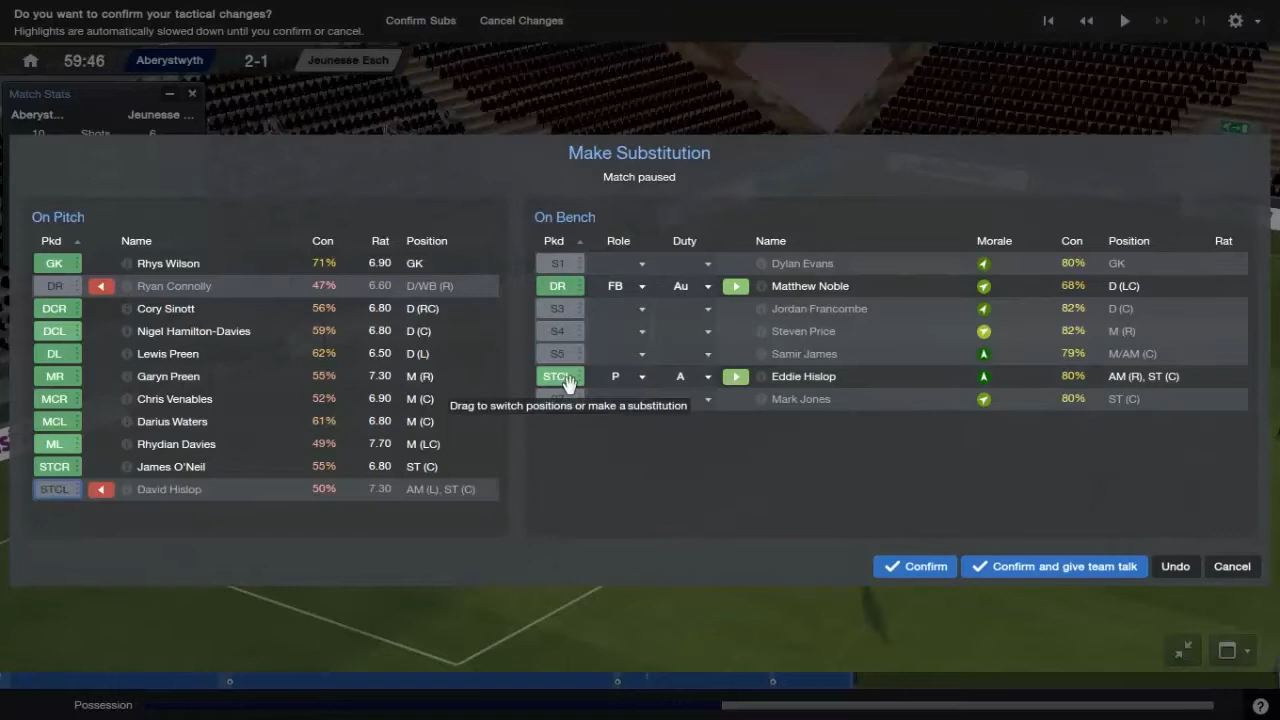 Do you want to confirm your tactical changes?
Highlights are automatically slowed down until you confirm or cancel.
Confirm Subs
Cancel Changes
59:46
Aberystwyth
2-1
Jeunesse Esch
Match Stats
Aberyst...
Jeunesse ...
10
Shots
6
Make Substitution
Match paused
On Pitch
Pkd Name Con Rat Position
GK Rhys Wilson 71% 6.90 GK
DR Ryan Connolly 47% 6.60 D/WB (R)
DCR Cory Sinott 56% 6.80 D (RC)
DCL Nigel Hamilton-Davies 59% 6.80 D (C)
DL Lewis Preen 62% 6.50 D (L)
MR Garyn Preen 55% 7.30 M (R)
MCR Chris Venables 52% 6.90 M (C)
MCL Darius Waters 61% 6.80 M (C)
ML Rhydian Davies 49% 7.70 M (LC)
STCR James O'Neil 55% 6.80 ST (C)
STCL David Hislop 50% 7.30 AM (L), ST (C)
On Bench
Pkd Role Duty Name Morale Con Position Rat
S1 Dylan Evans 80% GK
DR FB Au Matthew Noble 68% D (LC)
S3 Jordan Francombe 82% D (C)
S4 Steven Price 82% M (R)
S5 Samir James 79% M/AM (C)
STCL P A Eddie Hislop 80% AM (R), ST (C)
Mark Jones 80% ST (C)
Drag to switch positions or make a substitution
Confirm
Confirm and give team talk
Undo
Cancel
Possession
?